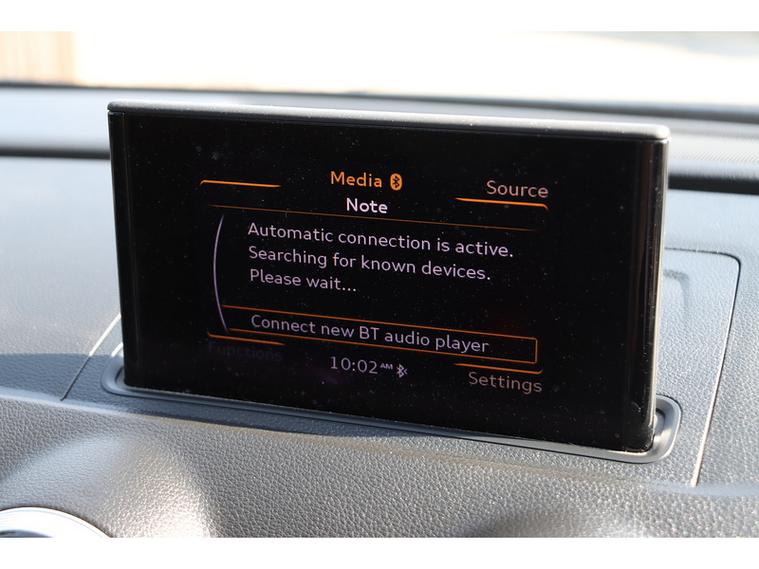 Media
Source
Note
Automatic connection is active.
Searching for known devices.
Please wait...
Connect new BT audio player
Functions
10:02 AM
Settings